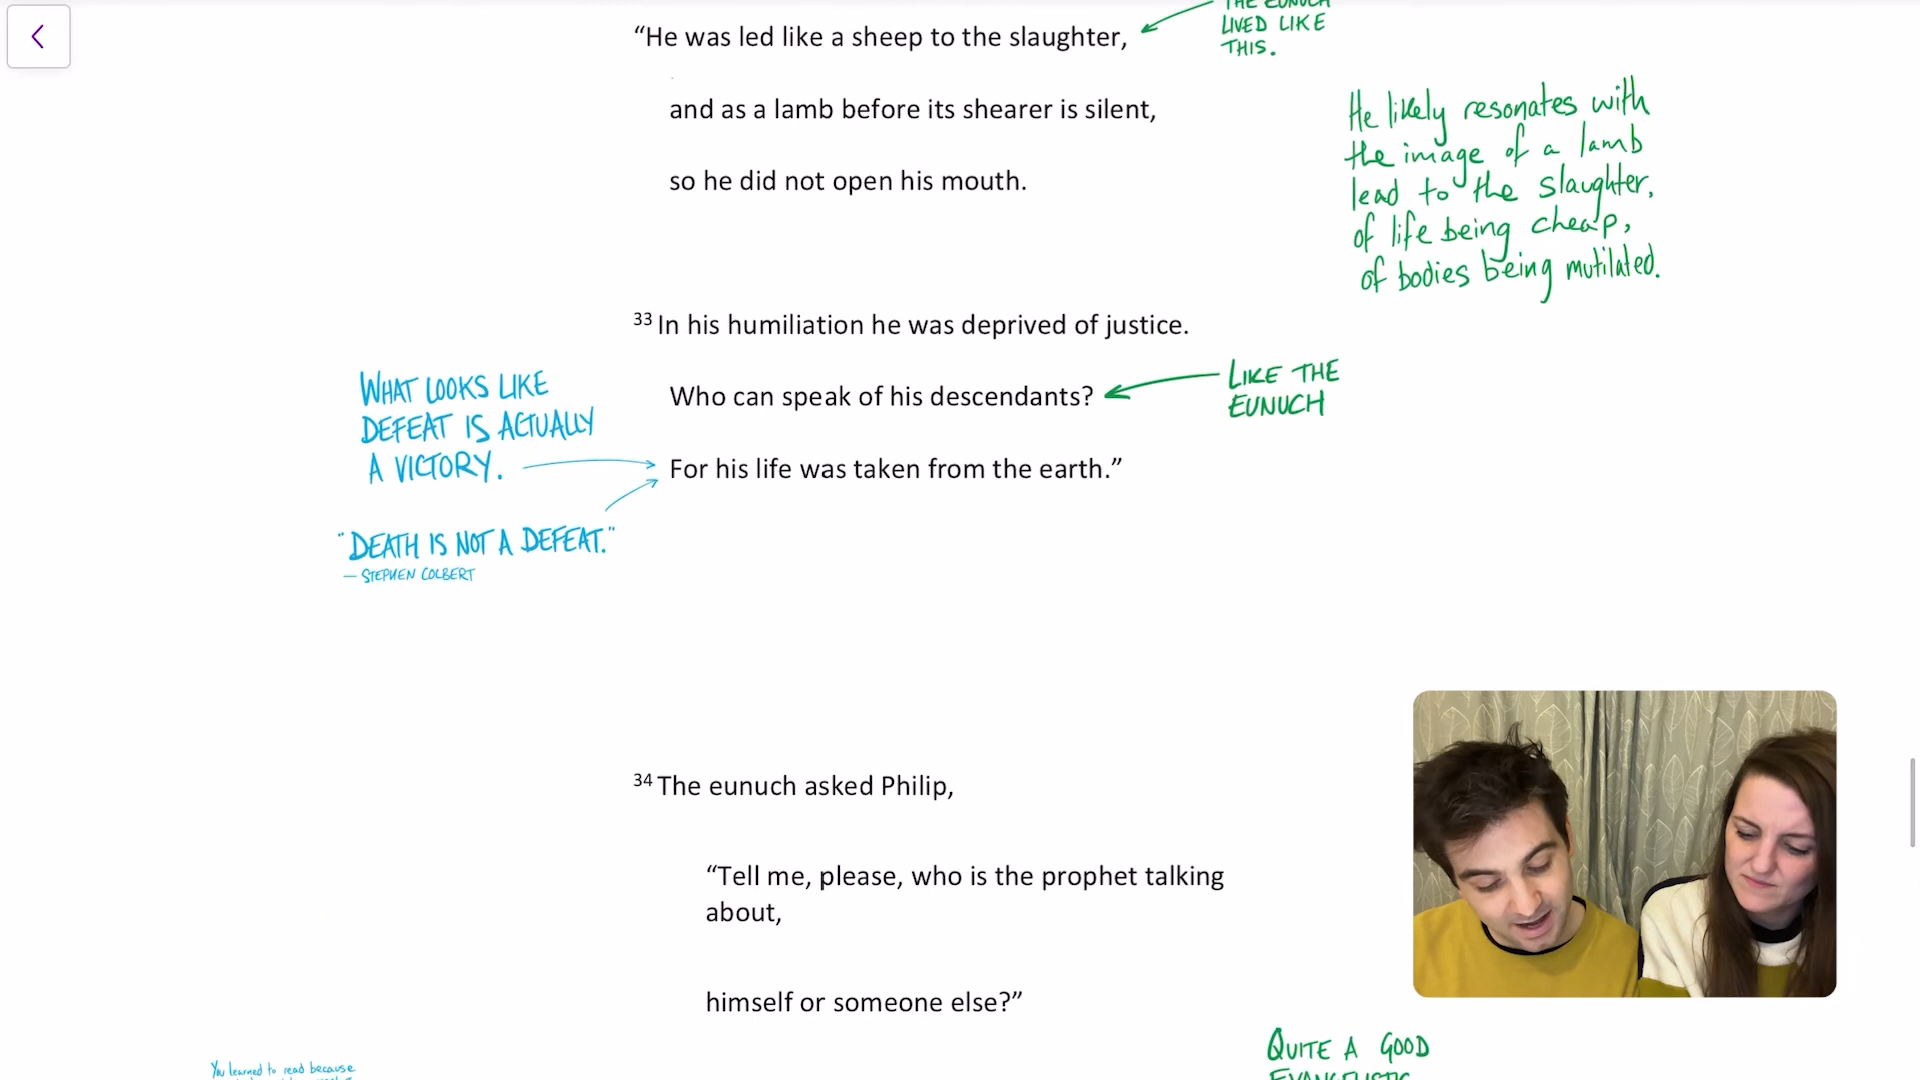 THE EUNUCH
LIVED LIKE
THIS.
“He was led like a sheep to the slaughter,
and as a lamb before its shearer is silent,
so he did not open his mouth.
He likely resonates with
the image of a lamb
lead to the slaughter,
of life being cheap,
of bodies being mutilated.
33 In his humiliation he was deprived of justice.
Who can speak of his descendants?
LIKE THE
EUNUCH
For his life was taken from the earth.”
WHAT LOOKS LIKE
DEFEAT IS ACTUALLY
A VICTORY.
"DEATH IS NOT A DEFEAT."
— STEPHEN COLBERT
34 The eunuch asked Philip,
“Tell me, please, who is the prophet talking
about,
himself or someone else?”
QUITE A GOOD
EVANGELISTIC
You learned to read because